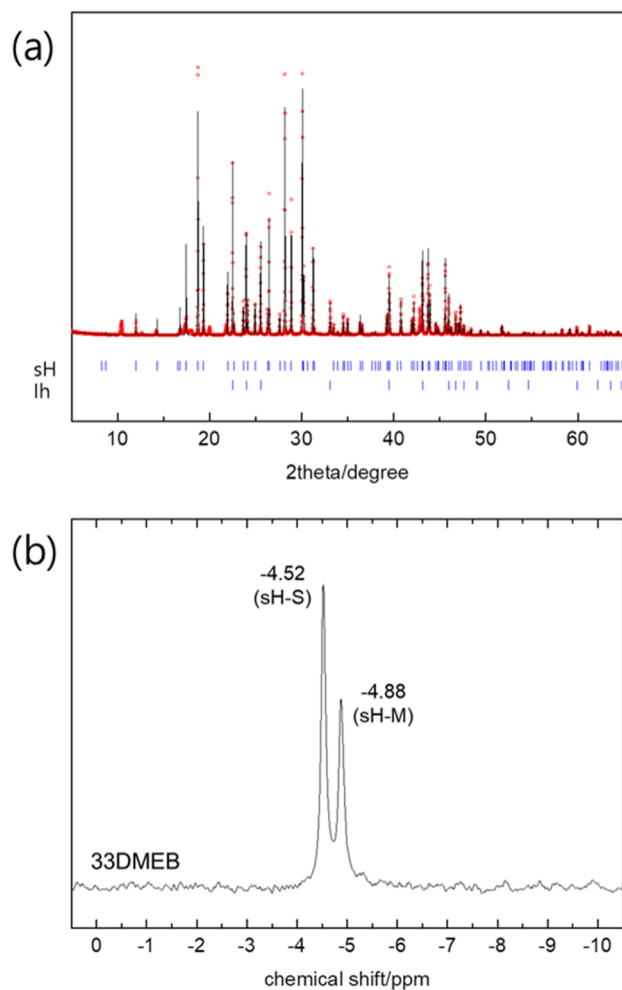 (a)
sH
Ih
10 20 30 40 50 60
2theta/degree
(b)
-4.52
(sH-S)
-4.88
(sH-M)
33DMEB
0 -1 -2 -3 -4 -5 -6 -7 -8 -9 -10
chemical shift/ppm